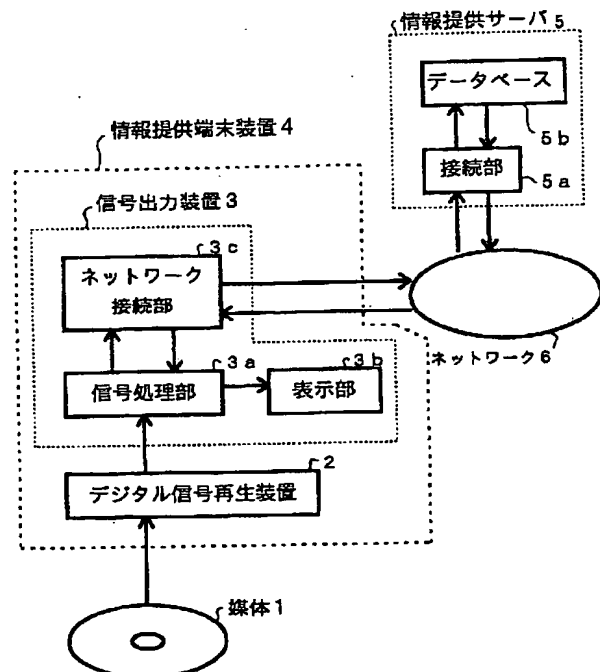 情報提供サーバ 5
データベース
5b
接続部
5a
情報提供端末装置4
信号出力装置3
3c
ネットワーク
接続部
ネットワーク6
3a
3b
信号処理部
表示部
2
デジタル信号再生装置
媒体1